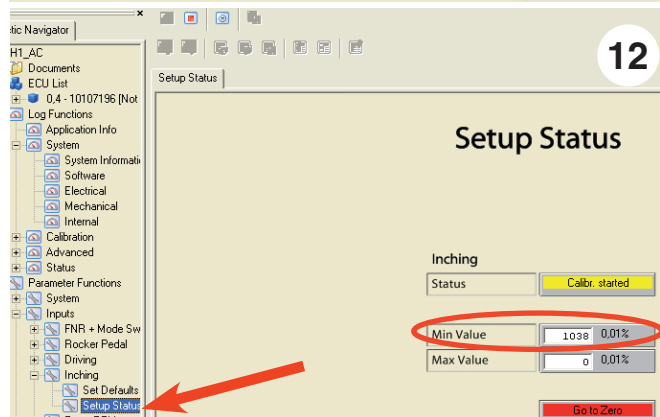 tic Navigator
12
H1_AC
Documents
ECU List
0,4 - 10107196 [Not
Log Functions
Application Info
System
System Informati
Software
Electrical
Mechanical
Internal
Calibration
Advanced
Status
Parameter Functions
System
Inputs
FNR + Mode Sw
Rocker Pedal
Driving
Inching
Set Defaults
Setup Status
Setup Status
Setup Status
Inching
Status Calibr. started
Min Value 1038 0,01%
Max Value 0 0,01%
Go to Zero